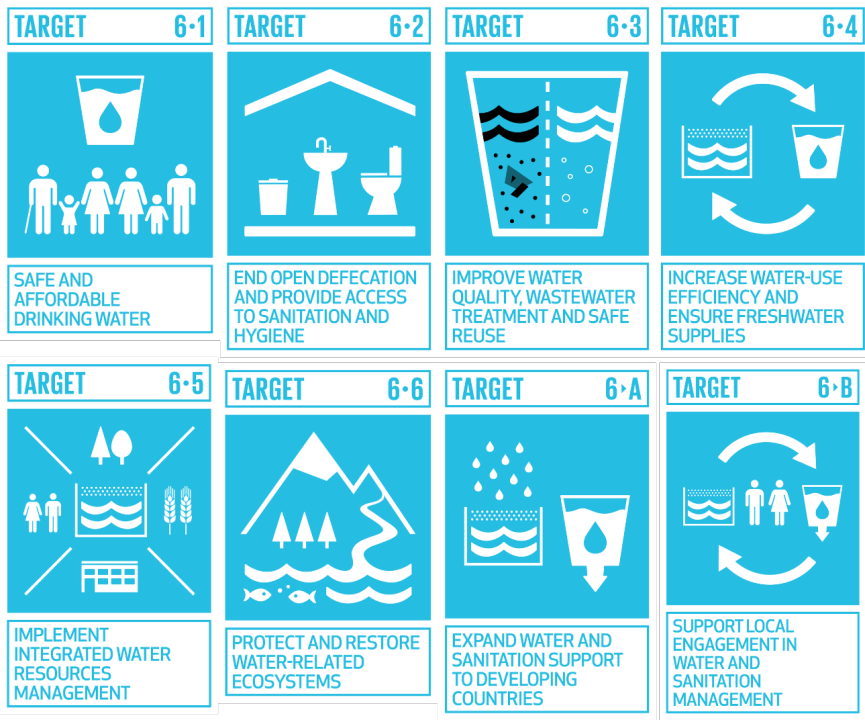 TARGET 6•1
SAFE AND
AFFORDABLE
DRINKING WATER
TARGET 6•2
END OPEN DEFECATION
AND PROVIDE ACCESS
TO SANITATION AND
HYGIENE
TARGET 6•3
IMPROVE WATER
QUALITY, WASTEWATER
TREATMENT AND SAFE
REUSE
TARGET 6•4
INCREASE WATER-USE
EFFICIENCY AND
ENSURE FRESHWATER
SUPPLIES
TARGET 6•5
IMPLEMENT
INTEGRATED WATER
RESOURCES
MANAGEMENT
TARGET 6•6
PROTECT AND RESTORE
WATER-RELATED
ECOSYSTEMS
TARGET 6‣A
EXPAND WATER AND
SANITATION SUPPORT
TO DEVELOPING
COUNTRIES
TARGET 6‣B
SUPPORT LOCAL
ENGAGEMENT IN
WATER AND
SANITATION
MANAGEMENT